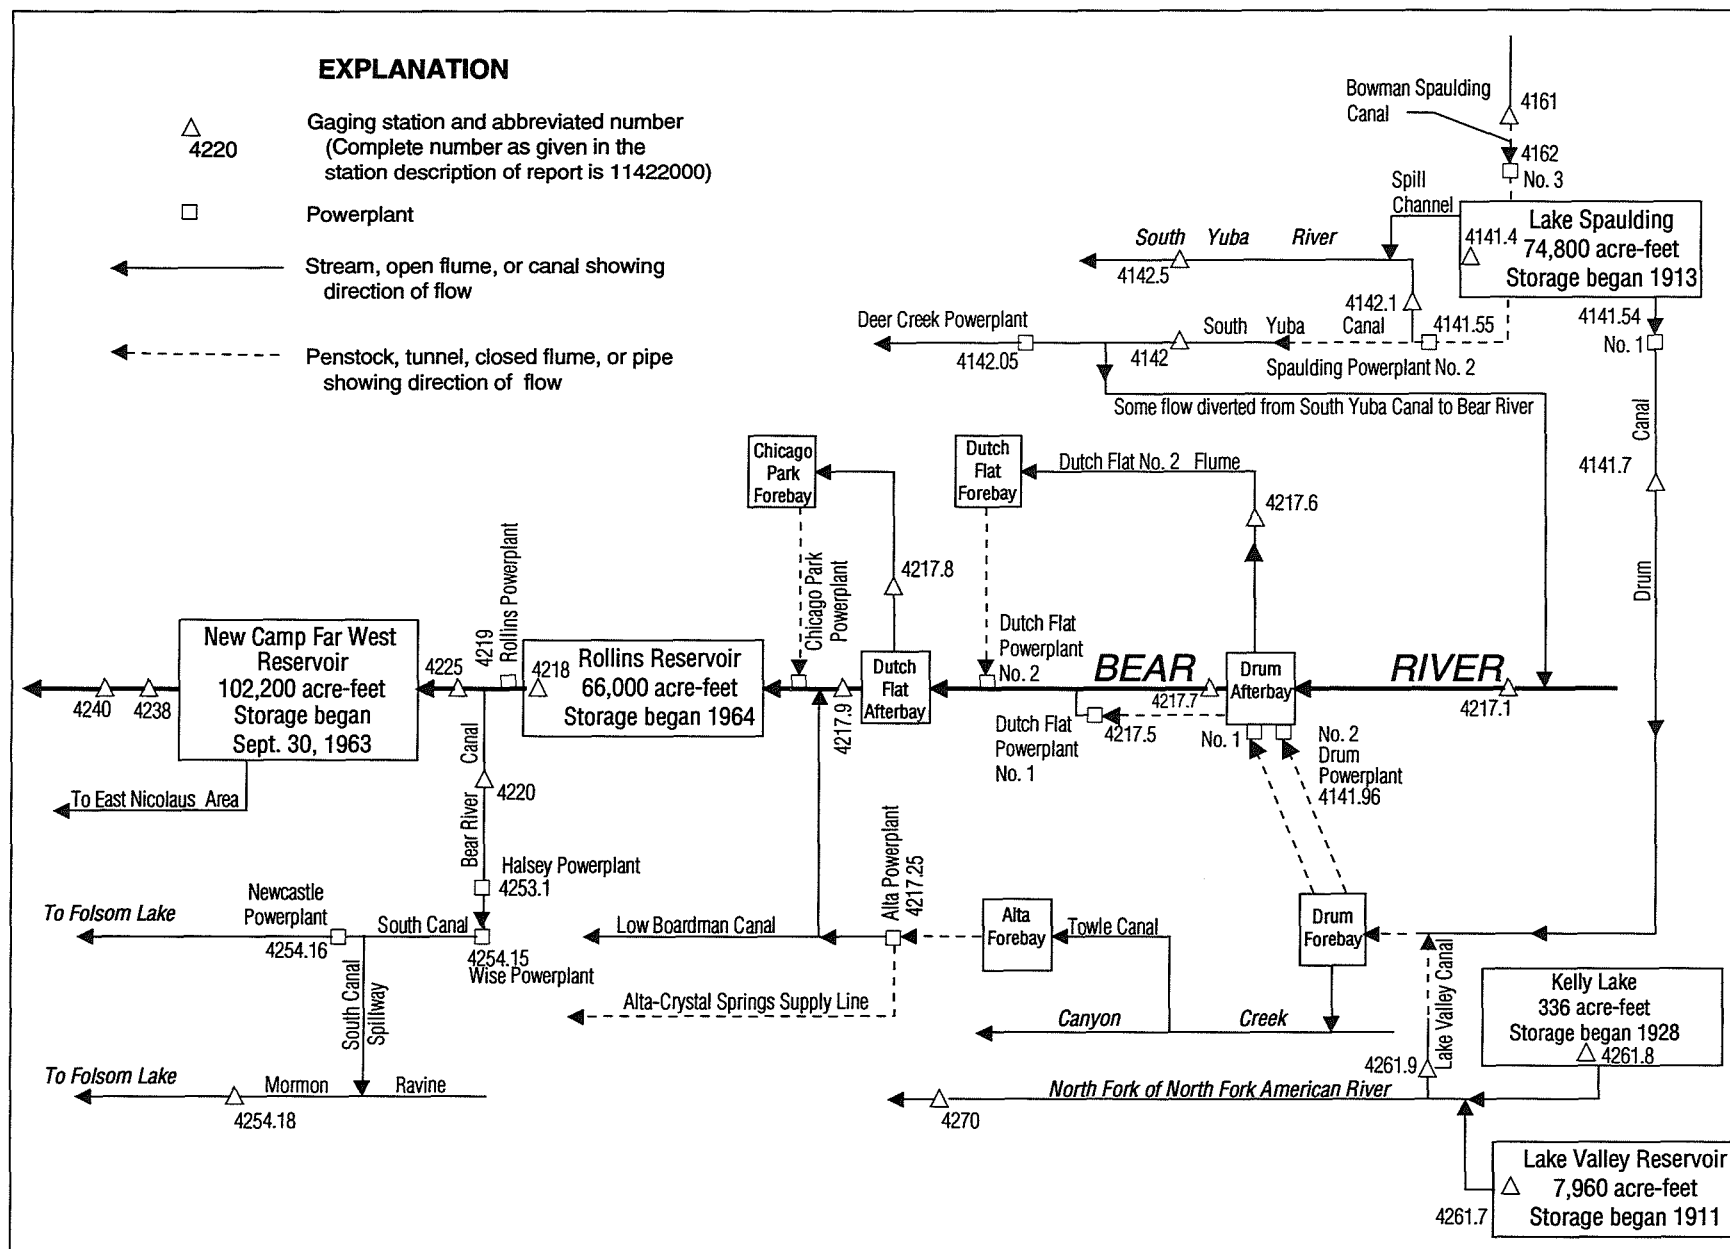 EXPLANATION
Gaging station and abbreviated number
(Complete number as given in the
station description of report is 11422000)
4220
Powerplant
Stream, open flume, or canal showing
direction of flow
Penstock, tunnel, closed flume, or pipe
showing direction of flow
Bowman Spaulding
Canal
4161
4162
No. 3
Spill
Channel
Lake Spaulding
74,800 acre-feet
Storage began 1913
4141.4
South Yuba River
4142.5
4142.1
4141.54
No. 1
Deer Creek Powerplant
4142.05
4142
South Yuba Canal
4141.55
Spaulding Powerplant No. 2
Some flow diverted from South Yuba Canal to Bear River
Canal
4141.7
Drum
Chicago
Park
Forebay
Dutch
Flat
Forebay
Dutch Flat No. 2 Flume
4217.6
4217.8
Chicago Park
Powerplant
Rollins Powerplant
4219
Dutch Flat
Powerplant
No. 2
New Camp Far West
Reservoir
102,200 acre-feet
Storage began
Sept. 30, 1963
4225
4218
Rollins Reservoir
66,000 acre-feet
Storage began 1964
Dutch
Flat
Afterbay
BEAR RIVER
Drum
Afterbay
4240
4238
4217.9
4217.7
4217.1
Dutch Flat
Powerplant
No. 1
4217.5
No. 1
No. 2
Drum
Powerplant
4141.96
To East Nicolaus Area
Bear River Canal
4220
Halsey Powerplant
4253.1
Newcastle
Powerplant
4254.16
To Folsom Lake
South Canal
4254.15
Wise Powerplant
Low Boardman Canal
Alta Powerplant
4217.25
Alta
Forebay
Towle Canal
Drum
Forebay
South Canal
Spillway
Alta-Crystal Springs Supply Line
Canyon Creek
Lake Valley Canal
Kelly Lake
336 acre-feet
Storage began 1928
4261.8
4261.9
To Folsom Lake
Mormon Ravine
4254.18
North Fork of North Fork American River
4270
Lake Valley Reservoir
7,960 acre-feet
Storage began 1911
4261.7